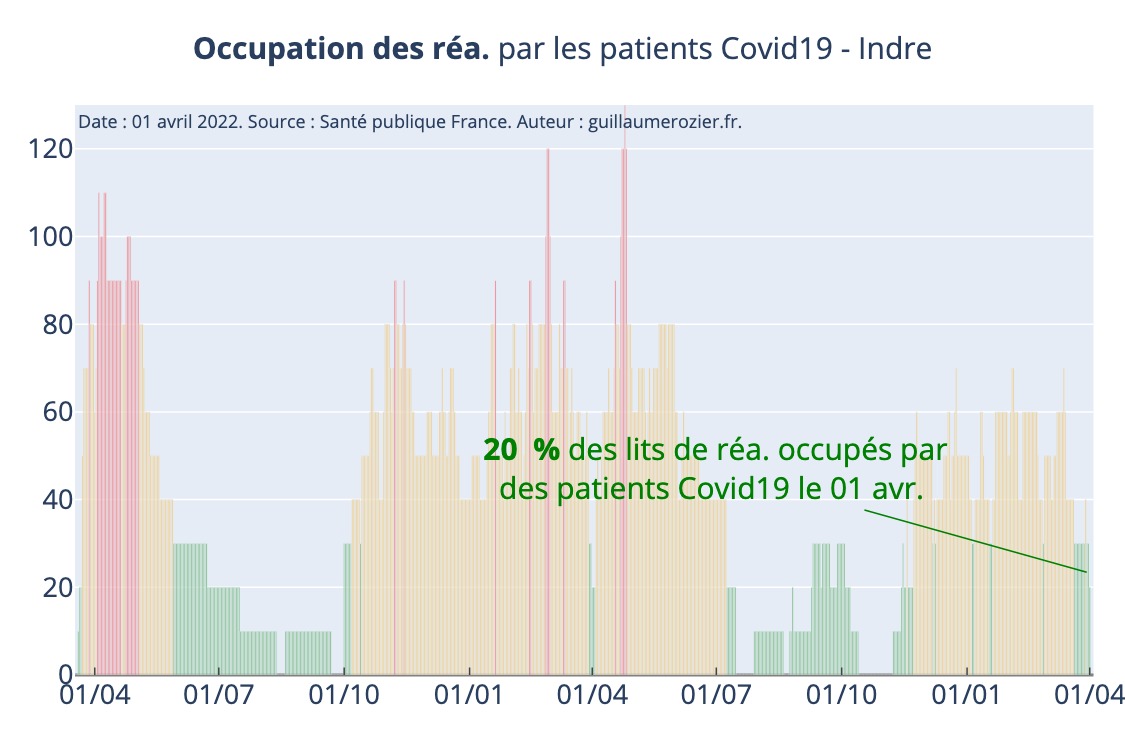 Occupation des réa. par les patients Covid19 - Indre
Date : 01 avril 2022. Source : Santé publique France. Auteur : guillaumerozier.fr.
120
100
80
60
20  % des lits de réa. occupés par
des patients Covid19 le 01 avr.
40
20
0
01/04 01/07 01/10 01/01 01/04 01/07 01/10 01/01 01/04